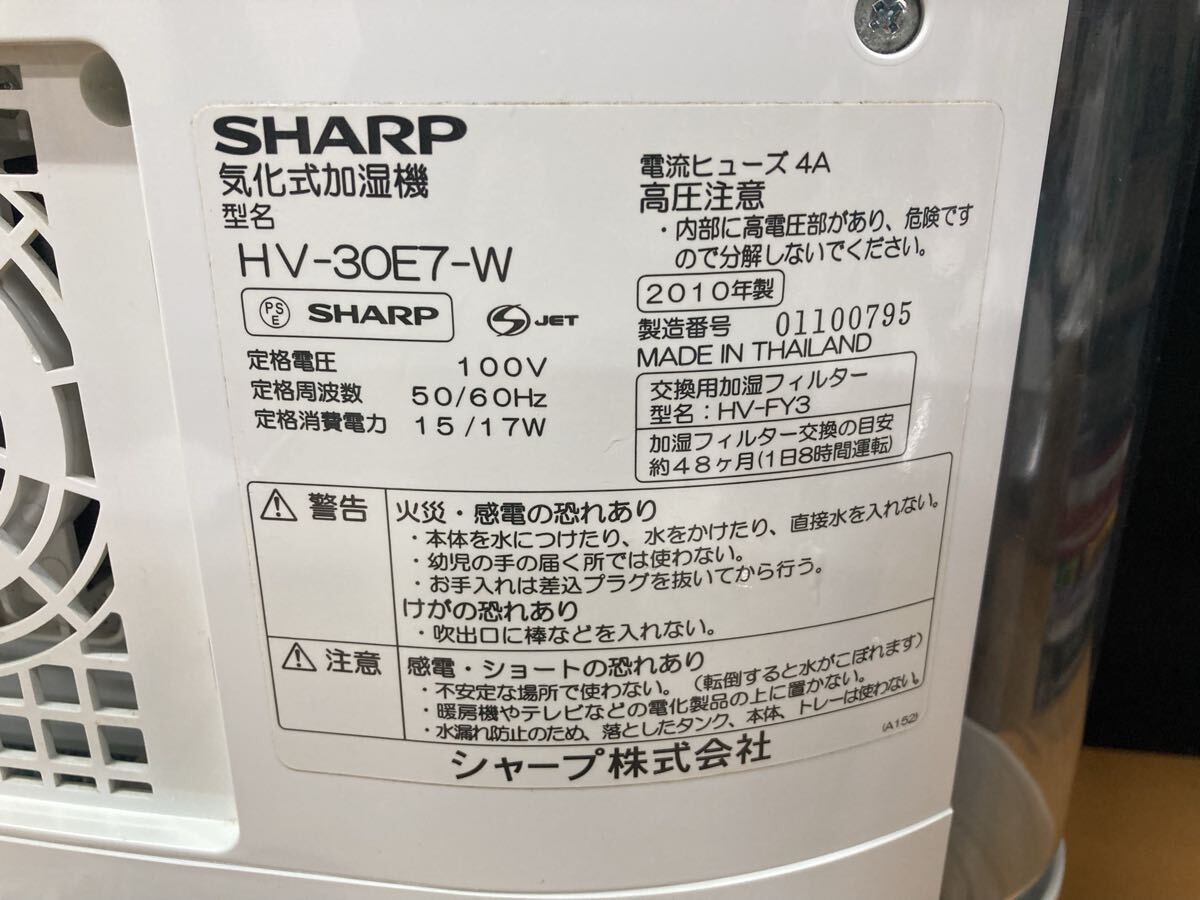 SHARP
気化式加湿機
型名
HV-30E7-W
PS E SHARP S JET
定格電圧 100V
定格周波数 50/60Hz
定格消費電力 15/17W
電流ヒューズ 4A
高圧注意
・内部に高電圧部があり、危険です
ので分解しないでください。
2010年製
製造番号 01100795
MADE IN THAILAND
交換用加湿フィルター
型名：HV-FY3
加湿フィルター交換の目安
約48ヶ月(1日8時間運転)
警告
火災・感電の恐れあり
・本体を水につけたり、水をかけたり、直接水を入れない。
・幼児の手の届く所では使わない。
・お手入れは差込プラグを抜いてから行う。
けがの恐れあり
・吹出口に棒などを入れない。
注意
感電・ショートの恐れあり
・不安定な場所で使わない。（転倒すると水がこぼれます）
・暖房機やテレビなどの電化製品の上に置かない。
・水漏れ防止のため、落としたタンク、本体、トレーは使わない。
(A152)
シャープ株式会社